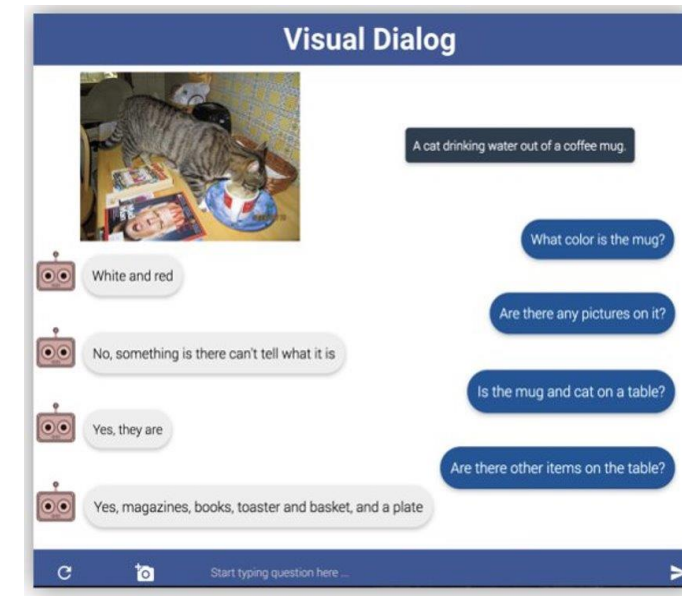 Visual Dialog
A cat drinking water out of a coffee mug.
What color is the mug?
White and red
Are there any pictures on it?
No, something is there can't tell what it is
Is the mug and cat on a table?
Yes, they are
Are there other items on the table?
Yes, magazines, books, toaster and basket, and a plate
Start typing question here ...